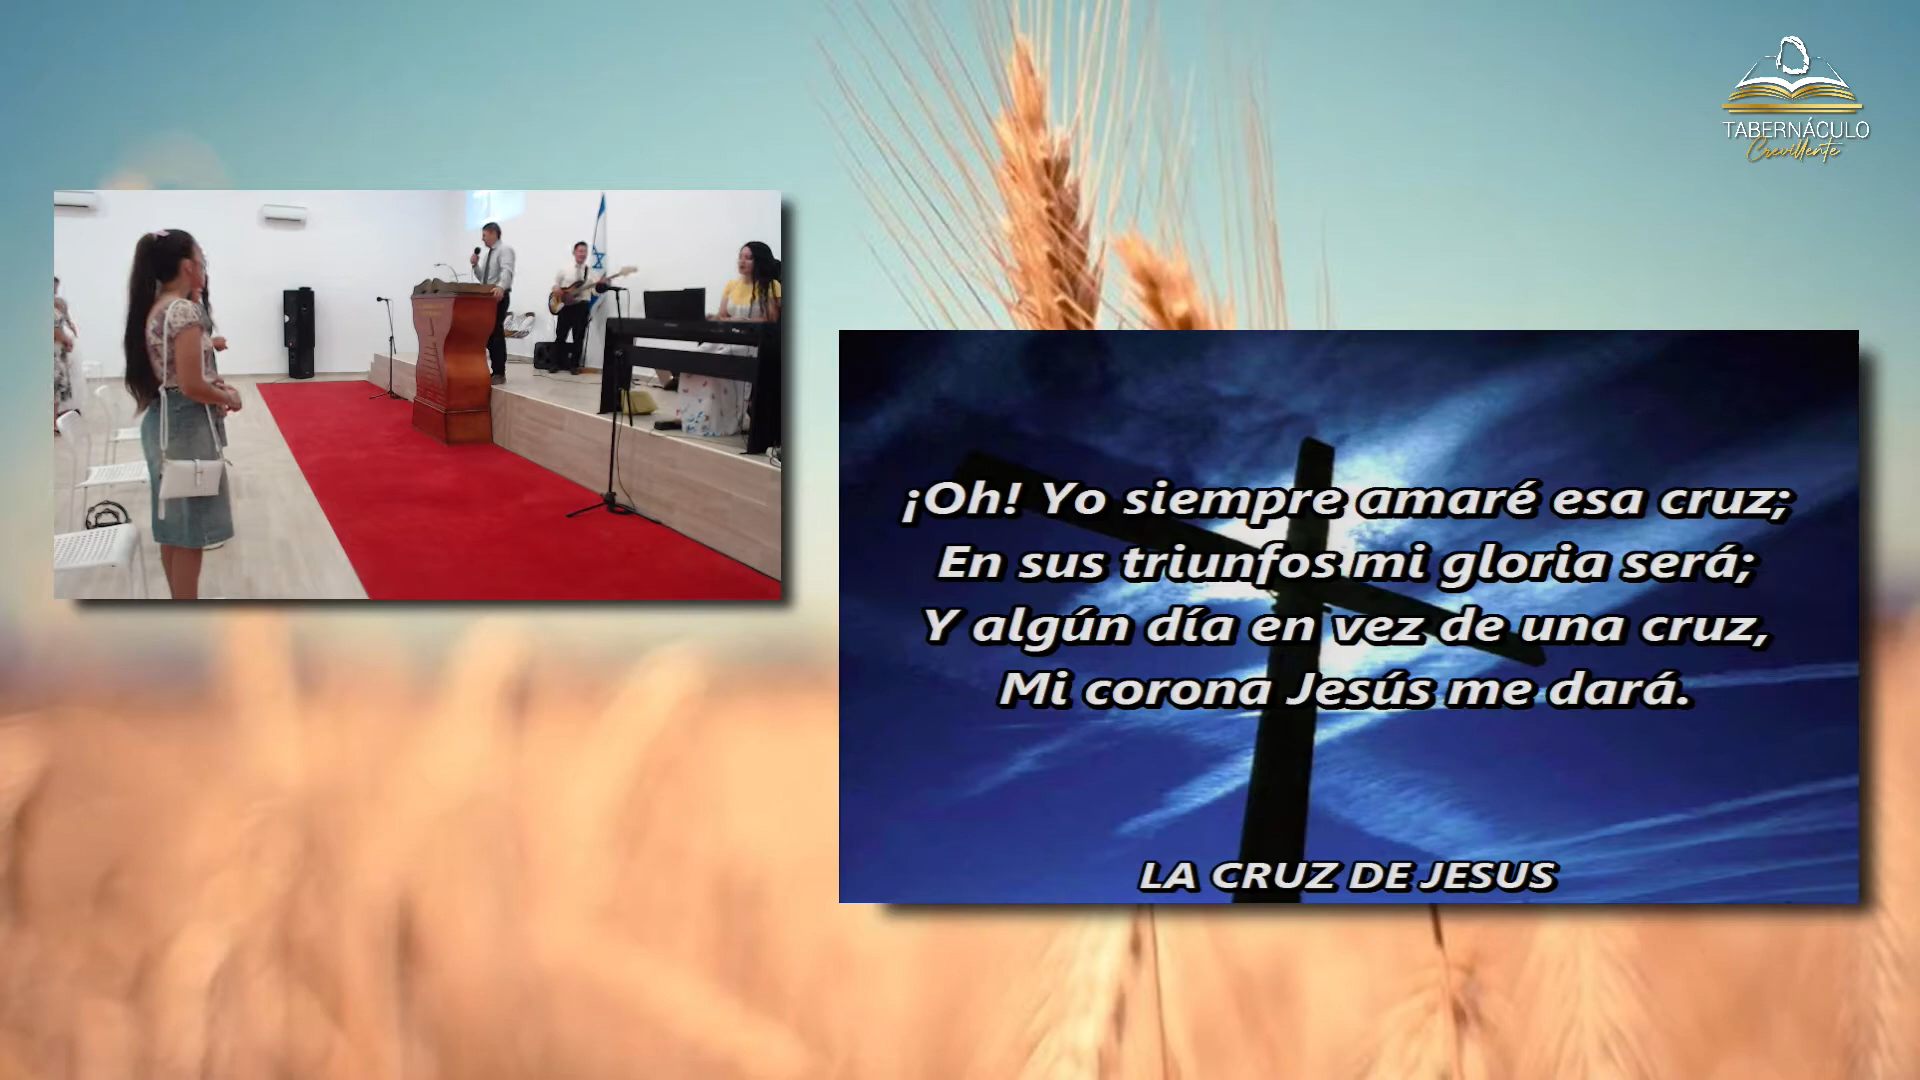 TABERNÁCULO
Crevillente
¡Oh! Yo siempre amaré esa cruz;
En sus triunfos mi gloria será;
Y algún día en vez de una cruz,
Mi corona Jesús me dará.
LA CRUZ DE JESUS